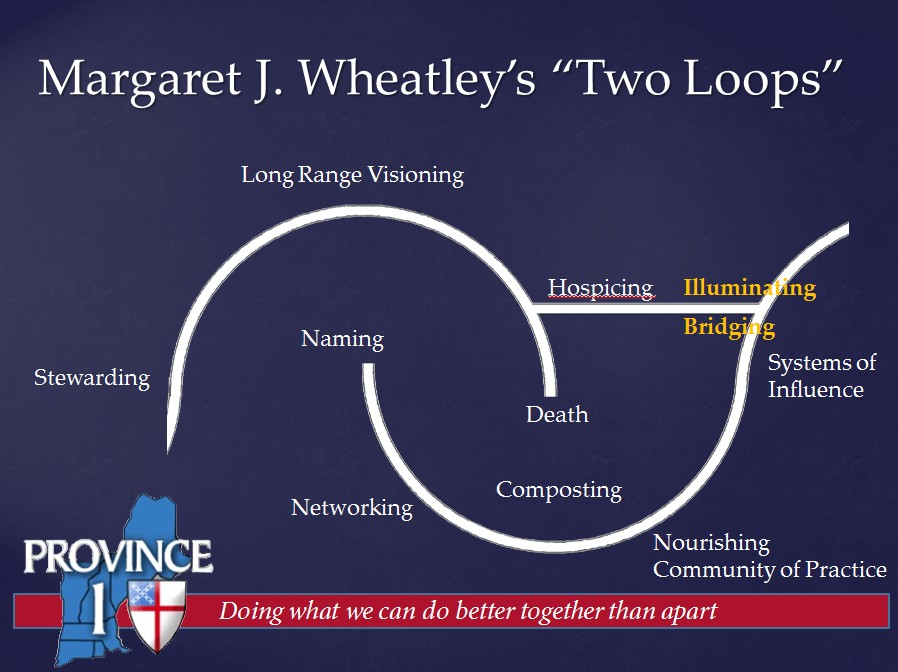 Margaret J. Wheatley’s “Two Loops”
Long Range Visioning
Hospicing
Illuminating
Bridging
Naming
Stewarding
Systems of
Influence
Death
Composting
Networking
Nourishing
Community of Practice
PROVINCE
1
Doing what we can do better together than apart